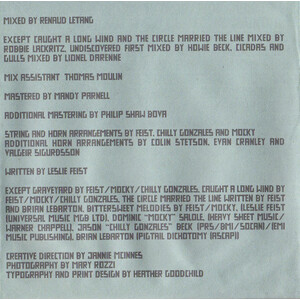 MIXED BY RENAUD LETANG
EXCEPT CAUGHT A LONG WIND AND THE CIRCLE MARRIED THE LINE MIXED BY
ROBBIE LACKRITZ, UNDISCOVERED FIRST MIXED BY HOWIE BECK, CICADAS AND
GULLS MIXED BY LIONEL DARENNE
MIX ASSISTANT THOMAS MOULIN
MASTERED BY MANDY PARNELL
ADDITIONAL MASTERING BY PHILIP SHAW BOVA
STRING AND HORN ARRANGEMENTS BY FEIST, CHILLY GONZALES AND MOCKY
ADDITIONAL HORN ARRANGEMENTS BY COLIN STETSON, EVAN CRANLEY AND
VALGEIR SIGURDSSON
WRITTEN BY LESLIE FEIST
EXCEPT GRAVEYARD BY FEIST/MOCKY/CHILLY GONZALES, CAUGHT A LONG WIND BY
FEIST/MOCKY/CHILLY GONZALES, THE CIRCLE MARRIED THE LINE WRITTEN BY FEIST
AND BRIAN LEBARTON, BITTERSWEET MELODIES BY FEIST/MOCKY, (LESLIE FEIST
(UNIVERSAL MUSIC MGB LTD), DOMINIC "MOCKY" SALOLE, (HEAVY SHEET MUSIC/
WARNER CHAPPELL), JASON "CHILLY GONZALES" BECK (PRS/BMI/SOCAN)/(EMI
MUSIC PUBLISHING), BRIAN LEBARTON (PIGTAIL DICHOTOMY (ASCAP))
CREATIVE DIRECTION BY JANNIE MCINNES
PHOTOGRAPHY BY MARY ROZZI
TYPOGRAPHY AND PRINT DESIGN BY HEATHER GOODCHILD